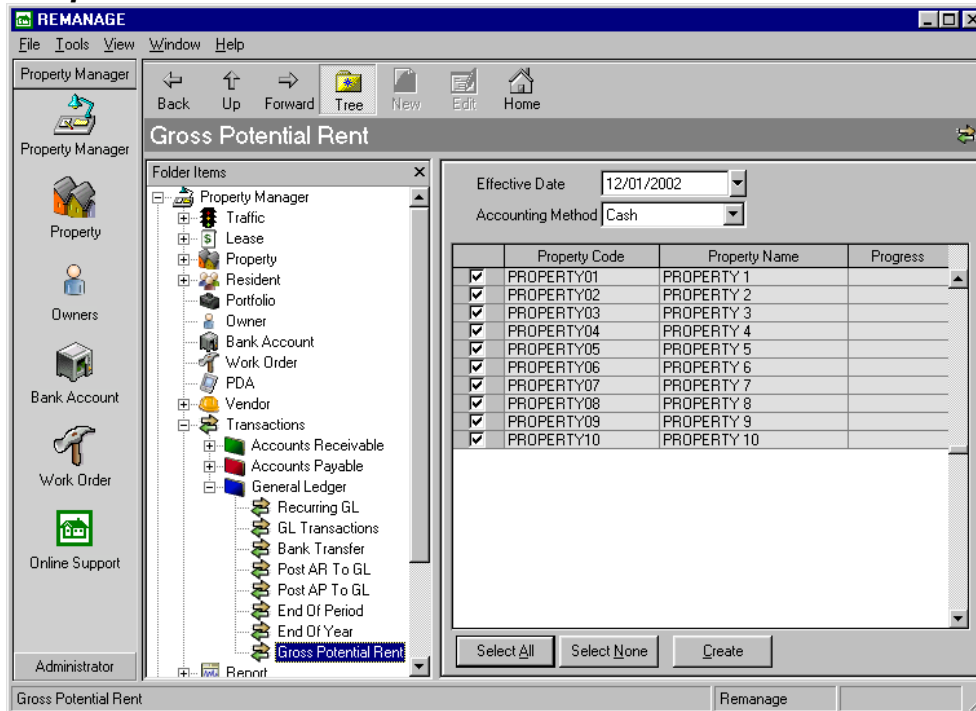 REMANAGE
File Tools View Window Help
Property Manager
Back Up Forward Tree New Edit Home
Gross Potential Rent
Property Manager
Property
Owners
Bank Account
Work Order
Online Support
Administrator
Folder Items
Property Manager
Traffic
Lease
Property
Resident
Portfolio
Owner
Bank Account
Work Order
PDA
Vendor
Transactions
Accounts Receivable
Accounts Payable
General Ledger
Recurring GL
GL Transactions
Bank Transfer
Post AR To GL
Post AP To GL
End Of Period
End Of Year
Gross Potential Rent
Report
Effective Date 12/01/2002
Accounting Method Cash
Property Code Property Name Progress
PROPERTY01 PROPERTY 1
PROPERTY02 PROPERTY 2
PROPERTY03 PROPERTY 3
PROPERTY04 PROPERTY 4
PROPERTY05 PROPERTY 5
PROPERTY06 PROPERTY 6
PROPERTY07 PROPERTY 7
PROPERTY08 PROPERTY 8
PROPERTY09 PROPERTY 9
PROPERTY10 PROPERTY 10
Select All Select None Create
Gross Potential Rent Remanage